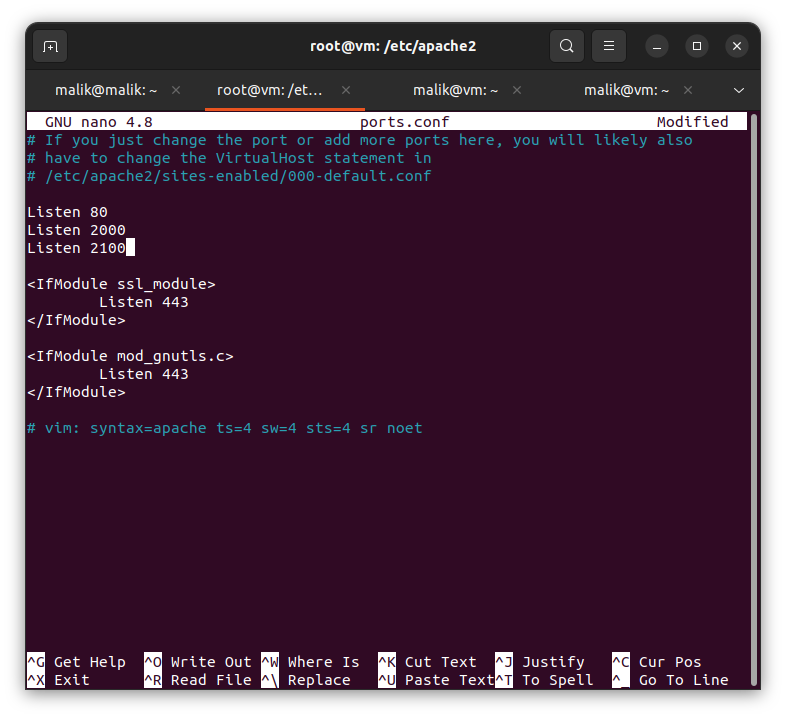 root@vm: /etc/apache2
malik@malik: ~ × root@vm: /et... × malik@vm: ~ × malik@vm: ~ ×
GNU nano 4.8 ports.conf Modified
# If you just change the port or add more ports here, you will likely also
# have to change the VirtualHost statement in
# /etc/apache2/sites-enabled/000-default.conf
Listen 80
Listen 2000
Listen 2100
<IfModule ssl_module>
Listen 443
</IfModule>
<IfModule mod_gnutls.c>
Listen 443
</IfModule>
# vim: syntax=apache ts=4 sw=4 sts=4 sr noet
^G Get Help ^O Write Out ^W Where Is ^K Cut Text ^J Justify ^C Cur Pos
^X Exit ^R Read File ^\ Replace ^U Paste Text ^T To Spell ^_ Go To Line